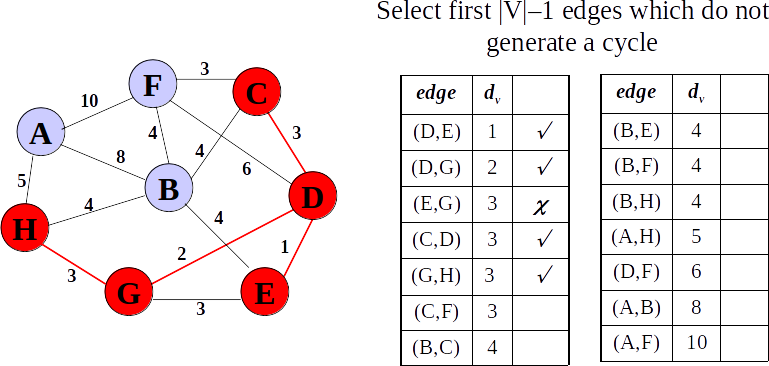 Select first |V|–1 edges which do not
generate a cycle
F
3
C
10
A
4
3
8
4
6
B
5
D
4
4
H
2
1
3
G
3
E
edge dv
(D,E) 1 ✓
(D,G) 2 ✓
(E,G) 3 χ
(C,D) 3 ✓
(G,H) 3 ✓
(C,F) 3
(B,C) 4
edge dv
(B,E) 4
(B,F) 4
(B,H) 4
(A,H) 5
(D,F) 6
(A,B) 8
(A,F) 10